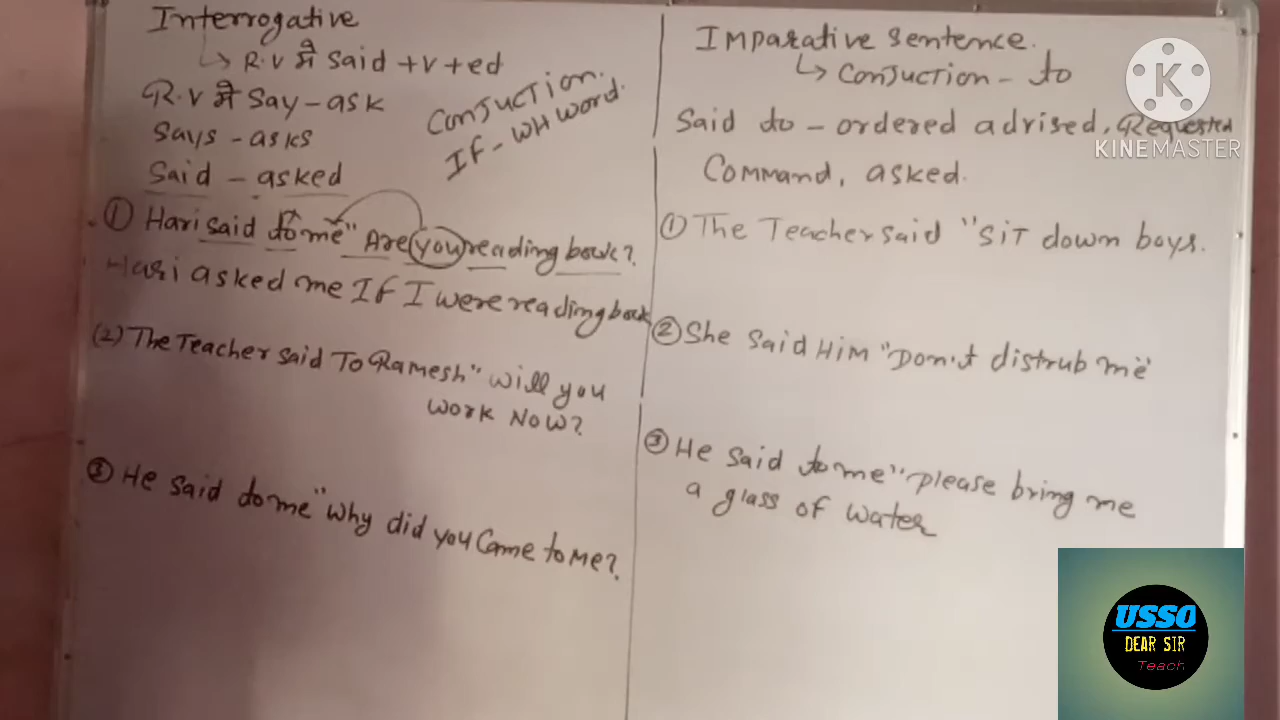 Interrogative
↳ R.V में Said +V+ed
R.V में Say - ask
Says - asks
Said - asked
Conjuction.
If - WH word.
① Hari said to me "Are you reading book?
Hari asked me If I were reading book
(2) The Teacher said To Ramesh" will you
work Now?
③ He said to me "why did you Came to Me?
Imparative Sentence.
↳ Conjuction - to
Said to - ordered advised, Requested
Command, asked.
① The Teacher said "SiT down boys.
② She Said Him "Don't distrub me"
③ He said to me "please bring me
a glass of water
K
KINEMASTER
USSO
DEAR SIR
Teach